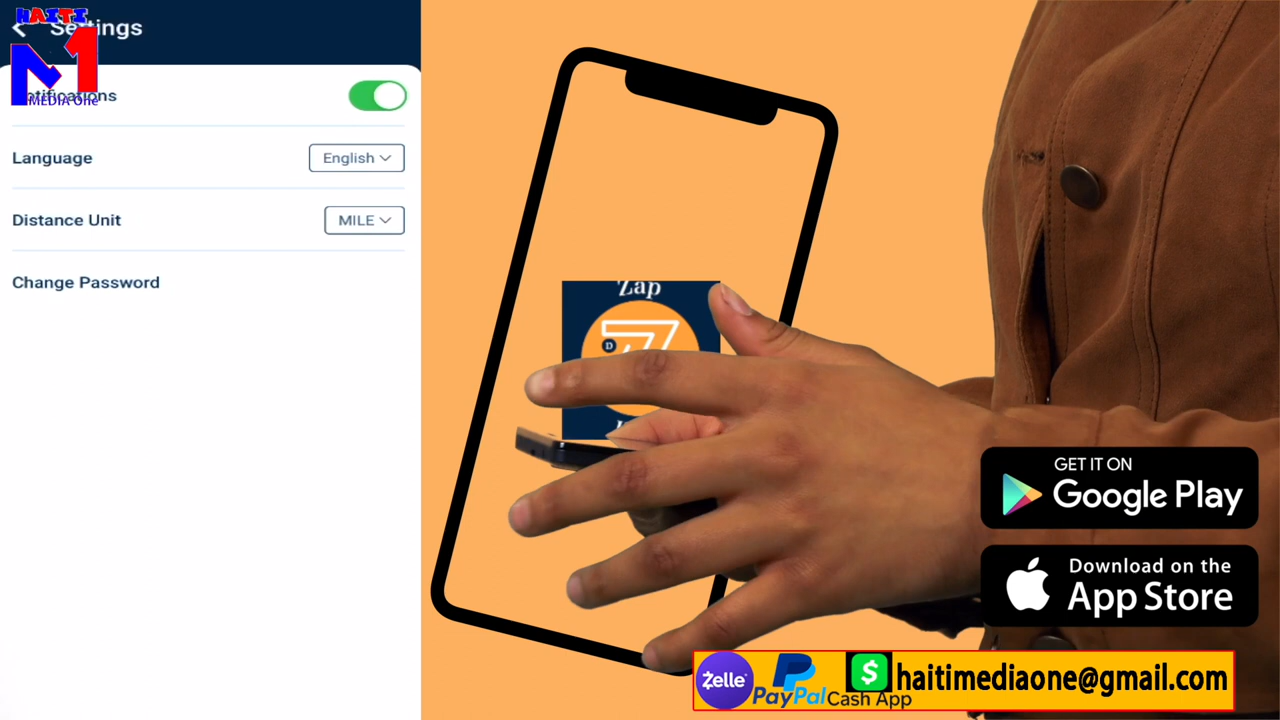 HAITI
Settings
MEDIA One
Language
English
Distance Unit
MILE
Change Password
Zap
D
GET IT ON
Google Play
Download on the
App Store
Zelle
PayPal
$
Cash App
haitimediaone@gmail.com